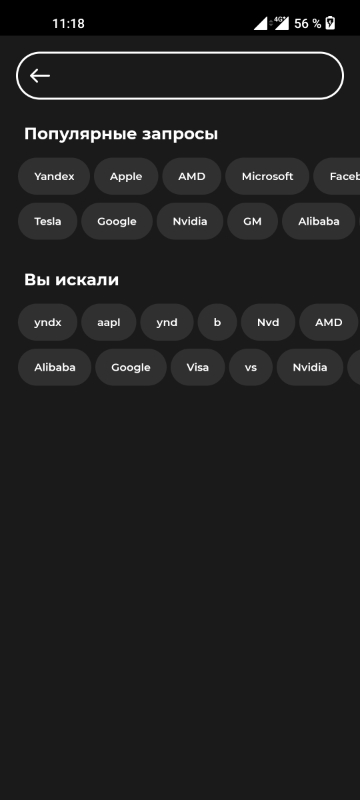 11:18 4G+ 56 %
Популярные запросы
Yandex Apple AMD Microsoft
Tesla Google Nvidia GM Alibaba
Вы искали
yndx aapl ynd b Nvd AMD
Alibaba Google Visa vs Nvidia